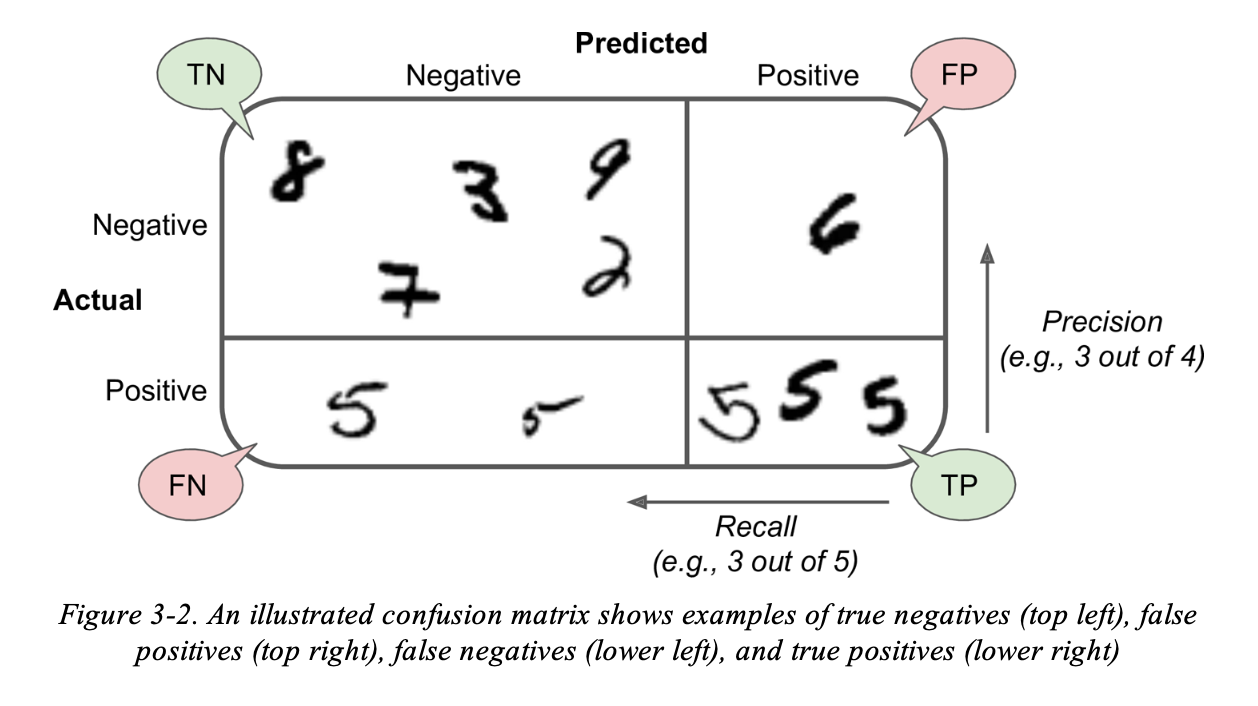 Predicted
TN Negative Positive FP
8 3 9
Negative 6
7 2
Actual
Precision
(e.g., 3 out of 4)
Positive 5 5 5 5 5
FN TP
Recall
(e.g., 3 out of 5)
Figure 3-2. An illustrated confusion matrix shows examples of true negatives (top left), false
positives (top right), false negatives (lower left), and true positives (lower right)